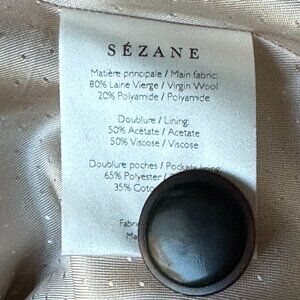 SÉZANE
Matière principale / Main fabric:
80% Laine Vierge / Virgin Wool
20% Polyamide / Polyamide
Doublure / Lining:
50% Acétate / Acetate
50% Viscose / Viscose
Doublure poches / Pockets lining:
65% Polyester /
35%